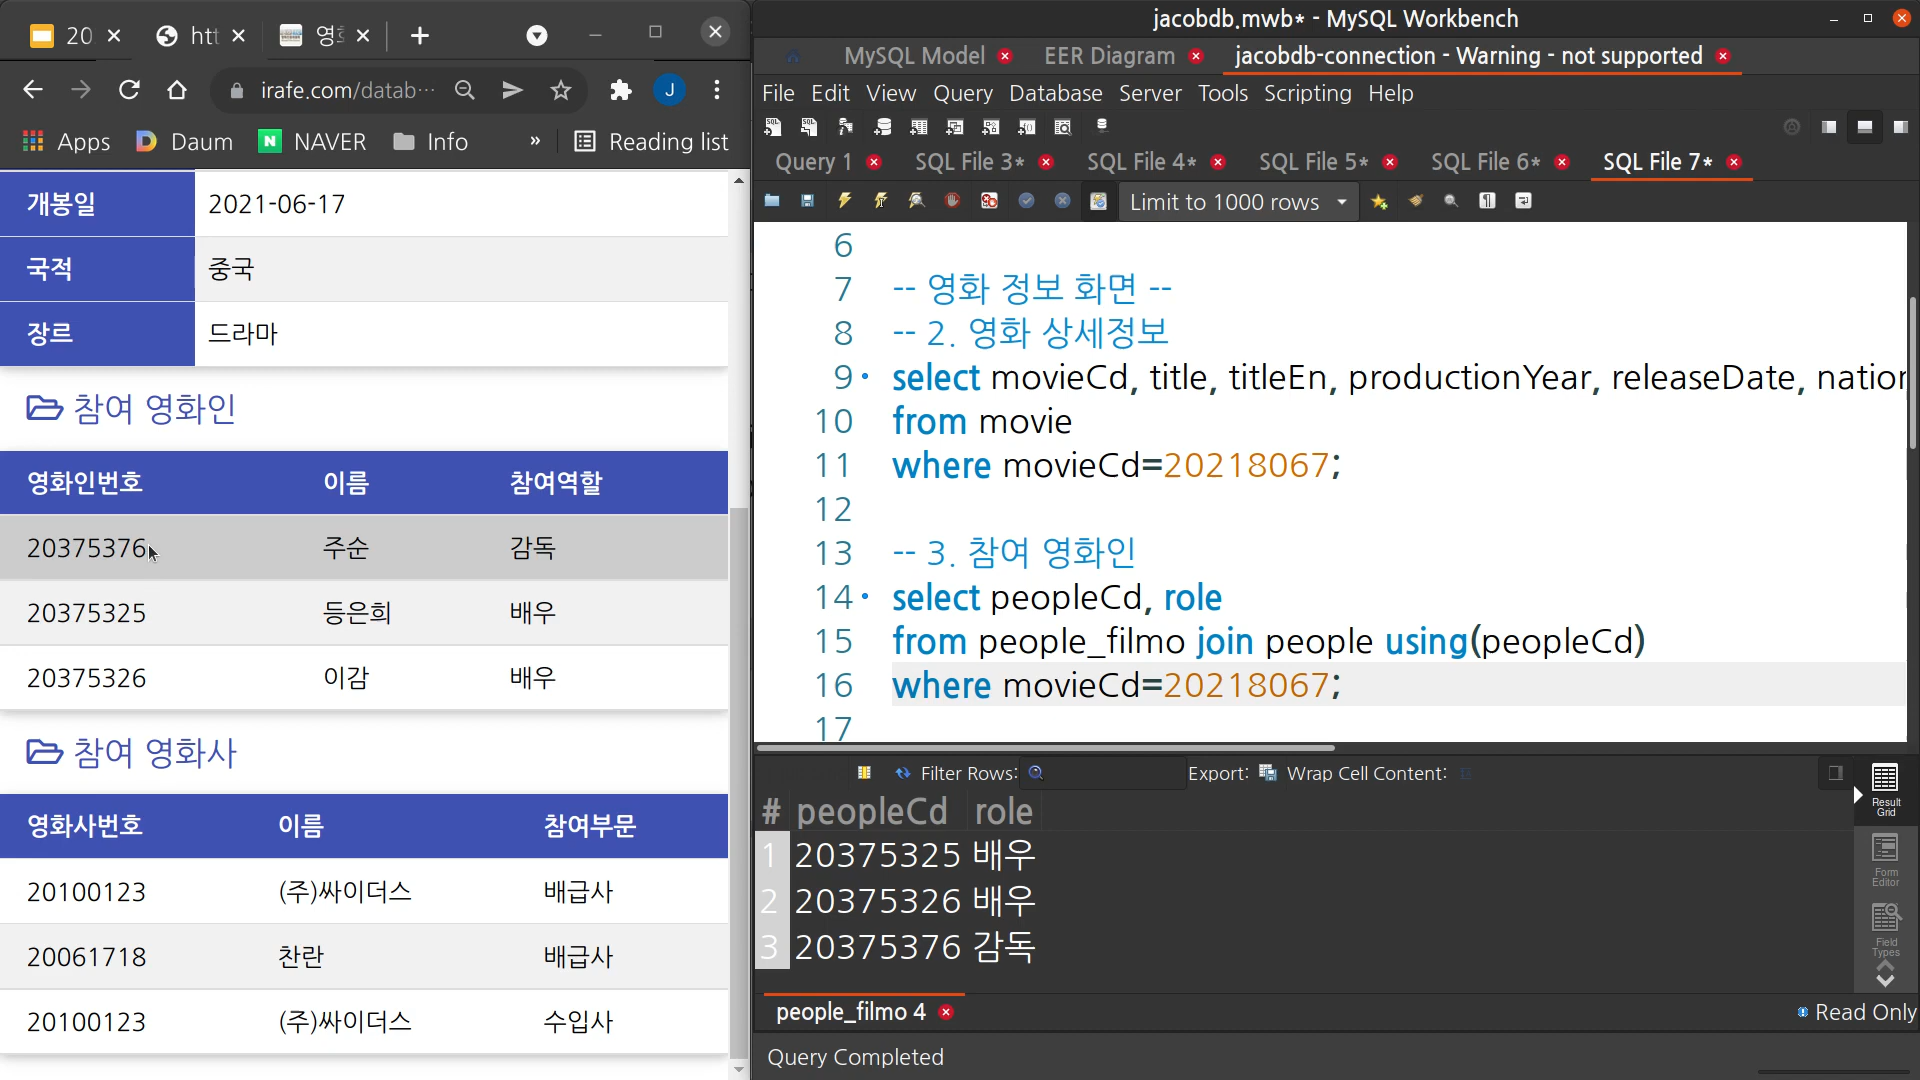 20
htt
영화
irafe.com/datab···
J
Apps
Daum
NAVER
Info
»
Reading list
개봉일 2021-06-17
국적 중국
장르 드라마
참여 영화인
영화인번호 이름 참여역할
20375376 주순 감독
20375325 등은희 배우
20375326 이감 배우
참여 영화사
영화사번호 이름 참여부문
20100123 (주)싸이더스 배급사
20061718 찬란 배급사
20100123 (주)싸이더스 수입사
jacobdb.mwb* - MySQL Workbench
MySQL Model
EER Diagram
jacobdb-connection - Warning - not supported
File Edit View Query Database Server Tools Scripting Help
Query 1
SQL File 3*
SQL File 4*
SQL File 5*
SQL File 6*
SQL File 7*
Limit to 1000 rows
6
7 -- 영화 정보 화면 --
8 -- 2. 영화 상세정보
9 select movieCd, title, titleEn, productionYear, releaseDate, nation
10 from movie
11 where movieCd=20218067;
12
13 -- 3. 참여 영화인
14 select peopleCd, role
15 from people_filmo join people using(peopleCd)
16 where movieCd=20218067;
17
Filter Rows:
Export:
Wrap Cell Content:
# peopleCd role
1 20375325 배우
2 20375326 배우
3 20375376 감독
Result
Grid
Form
Editor
Field
Types
people_filmo 4
Read Only
Query Completed